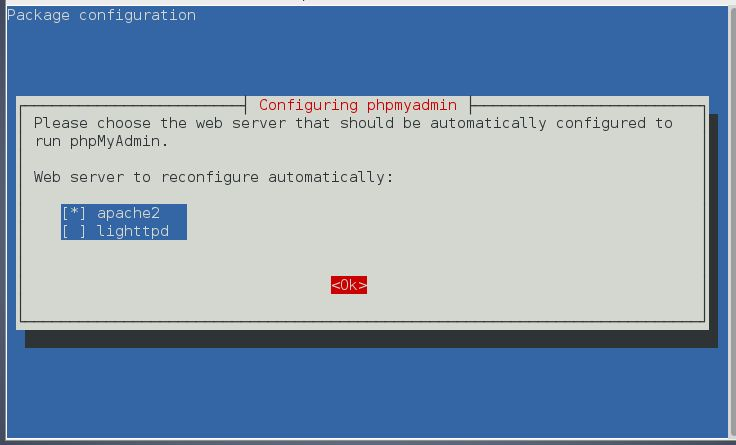 Package configuration
Configuring phpmyadmin
Please choose the web server that should be automatically configured to
run phpMyAdmin.
Web server to reconfigure automatically:
[*] apache2
[ ] lighttpd
<Ok>